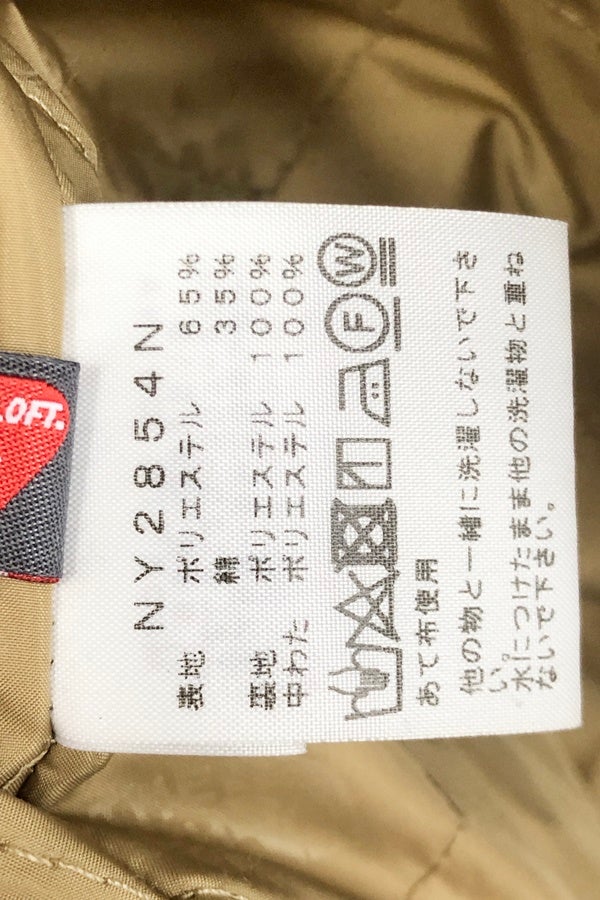 NY2854N
表地 ポリエステル 65%
綿 35%
裏地 ポリエステル 100%
中わた ポリエステル 100%
W F
あて布使用
他の物と一緒に洗濯しないで下さ
い。
水につけたまま他の洗濯物と重ね
ないで下さい。
LOFT.